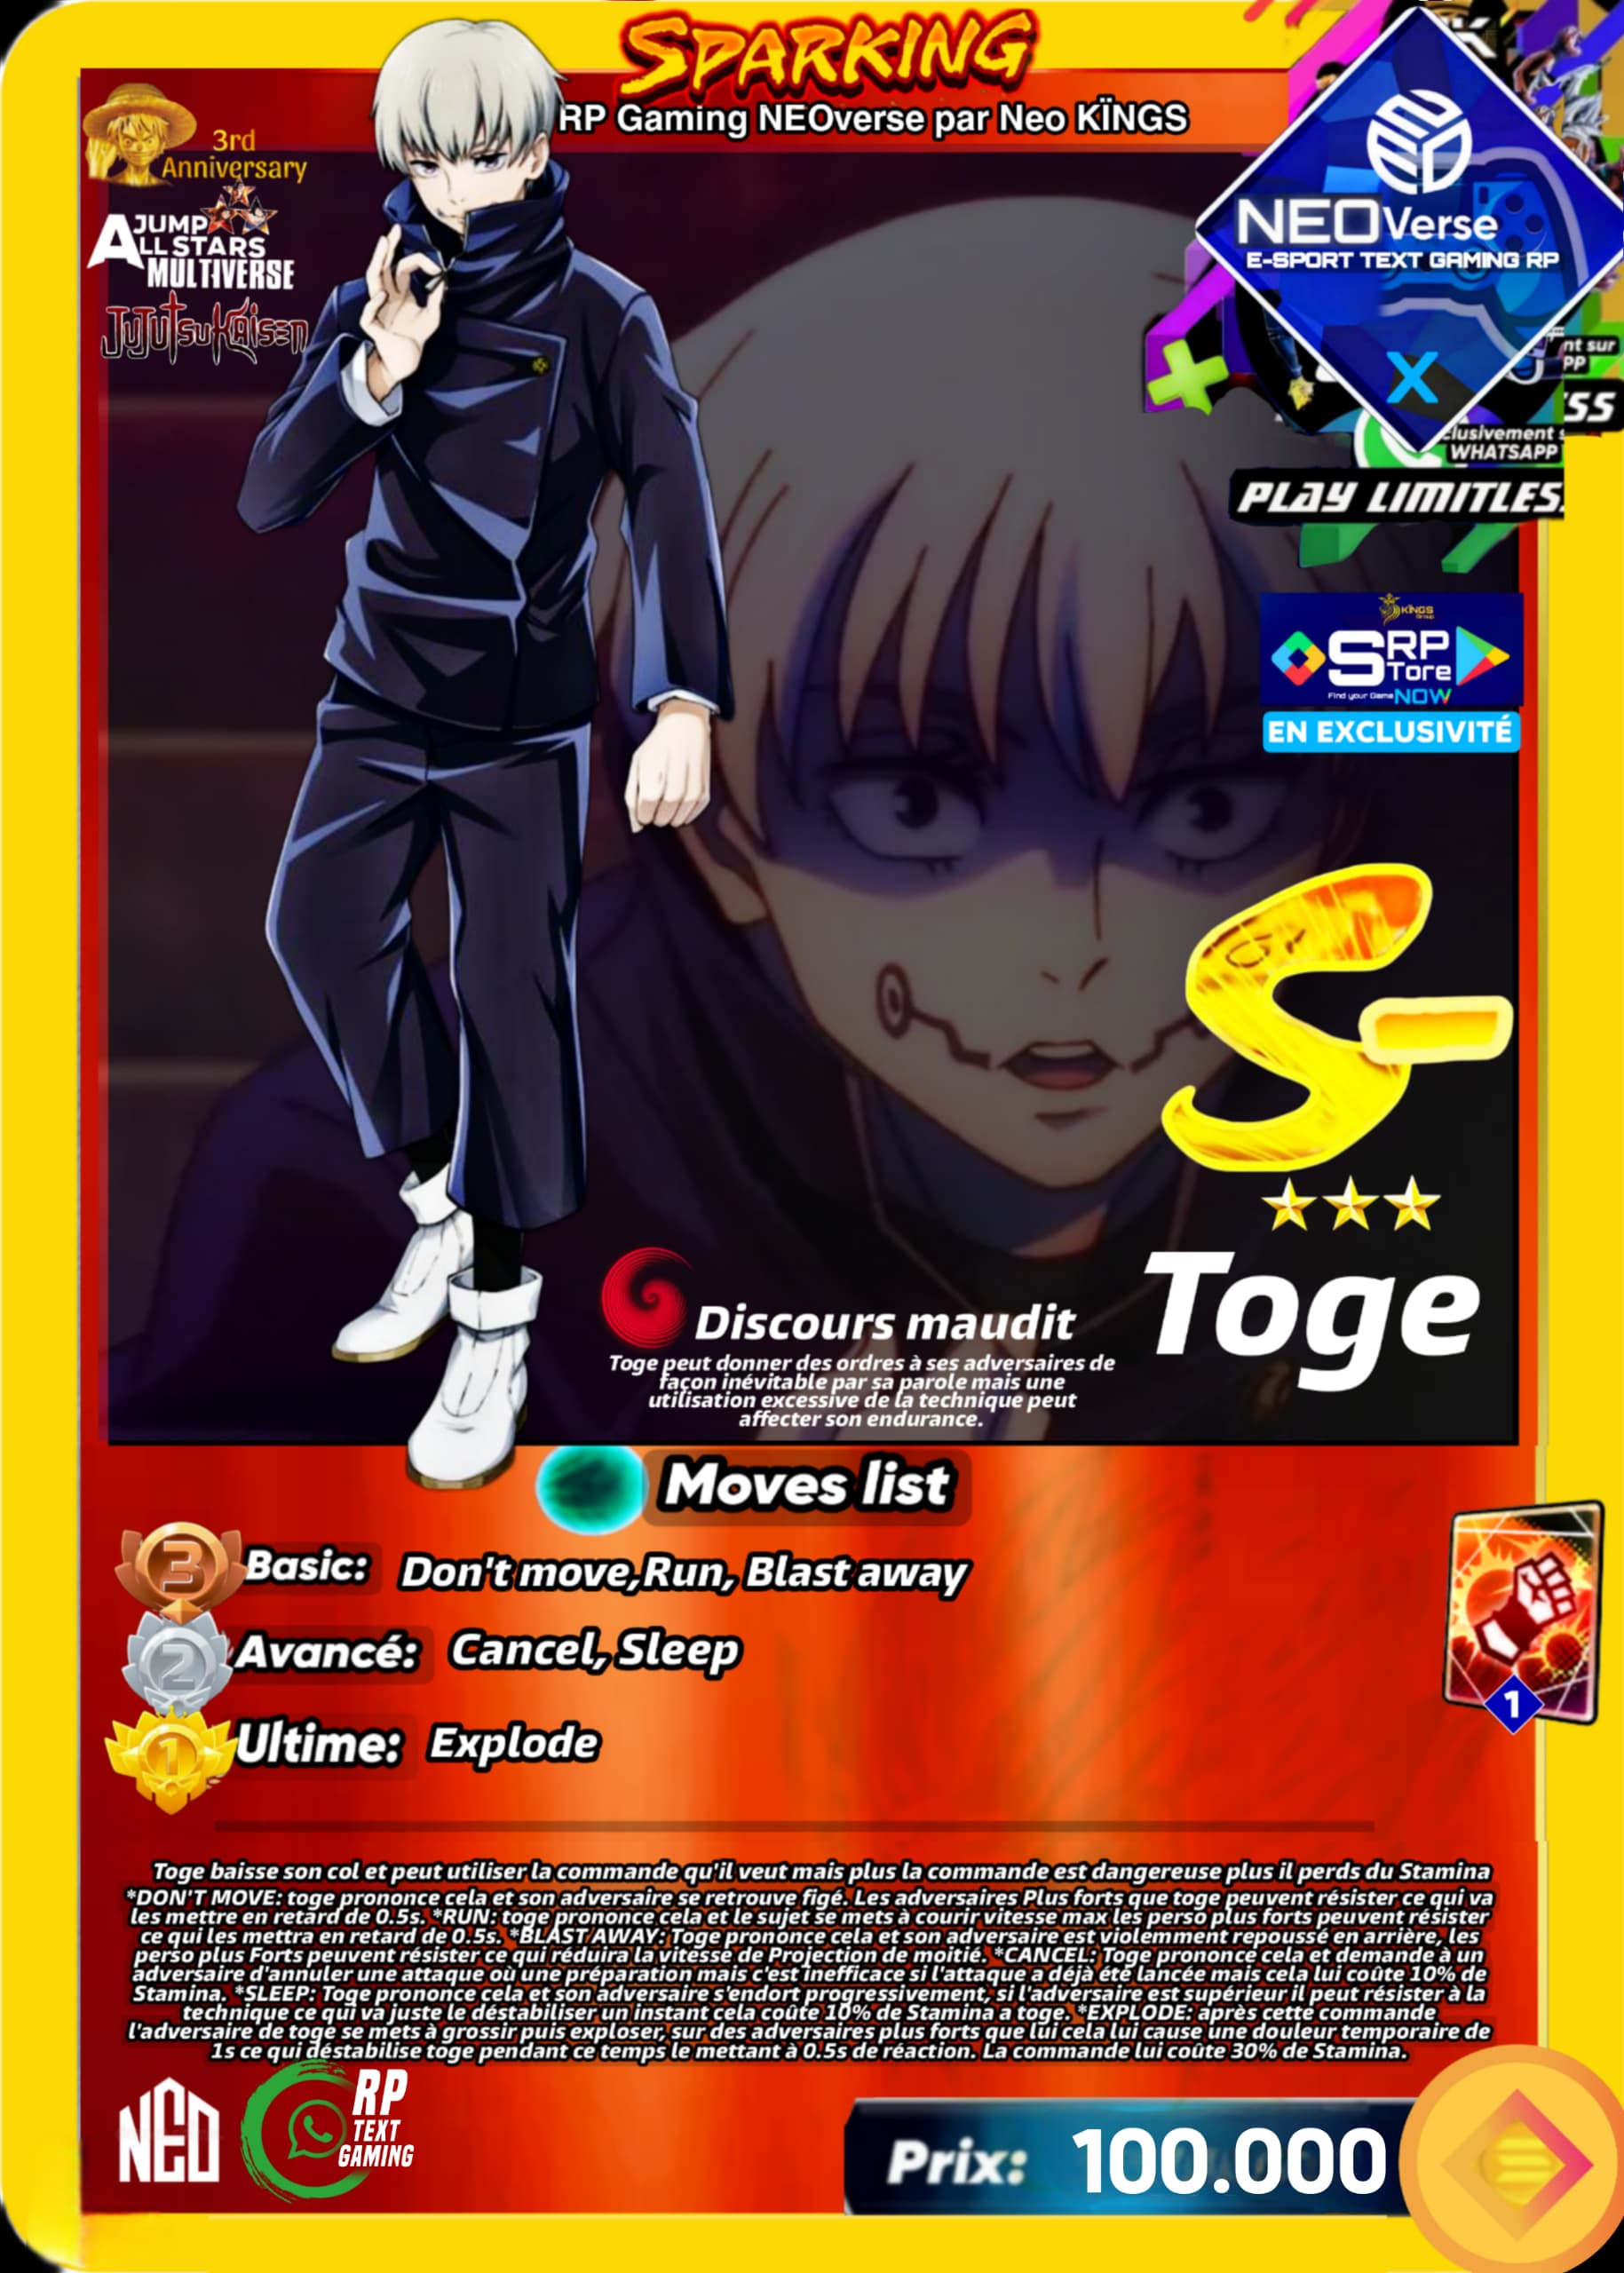 SPARKING
RP Gaming NEOverse par Neo KÏNGS
3rd
Anniversary
JUMP
ALL STARS
MULTIVERSE
JUJUTSU KAISEN
NEOVerse
E-SPORT TEXT GAMING RP
X
nt sur
PP
SS
clusivement
WHATSAPP
PLAY LIMITLES
KINGS
SRP
Tore
Find your Game NOW
EN EXCLUSIVITÉ
S-
Toge
Discours maudit
Toge peut donner des ordres à ses adversaires de
façon inévitable par sa parole mais une
utilisation excessive de la technique peut
affecter son endurance.
Moves list
3 Basic: Don't move,Run, Blast away
2 Avancé: Cancel, Sleep
1 Ultime: Explode
1
Toge baisse son col et peut utiliser la commande qu'il veut mais plus la commande est dangereuse plus il perds du Stamina
*DON'T MOVE: toge prononce cela et son adversaire se retrouve figé. Les adversaires Plus forts que toge peuvent résister ce qui va
les mettre en retard de 0.5s. *RUN: toge prononce cela et le sujet se mets à courir vitesse max les perso plus forts peuvent résister
ce qui les mettra en retard de 0.5s. *BLAST AWAY: Toge prononce cela et son adversaire est violemment repoussé en arrière, les
perso plus Forts peuvent résister ce qui réduira la vitesse de Projection de moitié. *CANCEL: Toge prononce cela et demande à un
adversaire d'annuler une attaque où une préparation mais c'est inefficace si l'attaque a déjà été lancée mais cela lui coûte 10% de
Stamina. *SLEEP: Toge prononce cela et son adversaire s'endort progressivement, si l'adversaire est supérieur il peut résister à la
technique ce qui va juste le déstabiliser un instant cela coûte 10% de Stamina a toge. *EXPLODE: après cette commande
l'adversaire de toge se mets à grossir puis exploser, sur des adversaires plus forts que lui cela lui cause une douleur temporaire de
1s ce qui déstabilise toge pendant ce temps le mettant à 0.5s de réaction. La commande lui coûte 30% de Stamina.
NEO
RP
TEXT
GAMING
Prix: 100.000